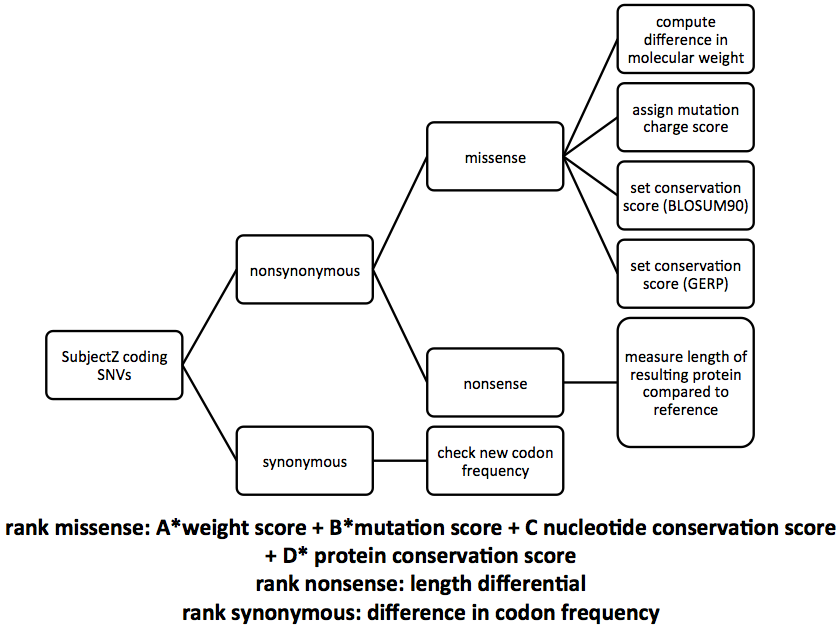 compute
difference in
molecular weight
assign mutation
charge score
missense
set conservation
score (BLOSUM90)
nonsynonymous
set conservation
score (GERP)
SubjectZ coding
SNVs
measure length of
resulting protein
compared to
reference
nonsense
synonymous
check new codon
frequency
rank missense: A*weight score + B*mutation score + C nucleotide conservation score
+ D* protein conservation score
rank nonsense: length differential
rank synonymous: difference in codon frequency